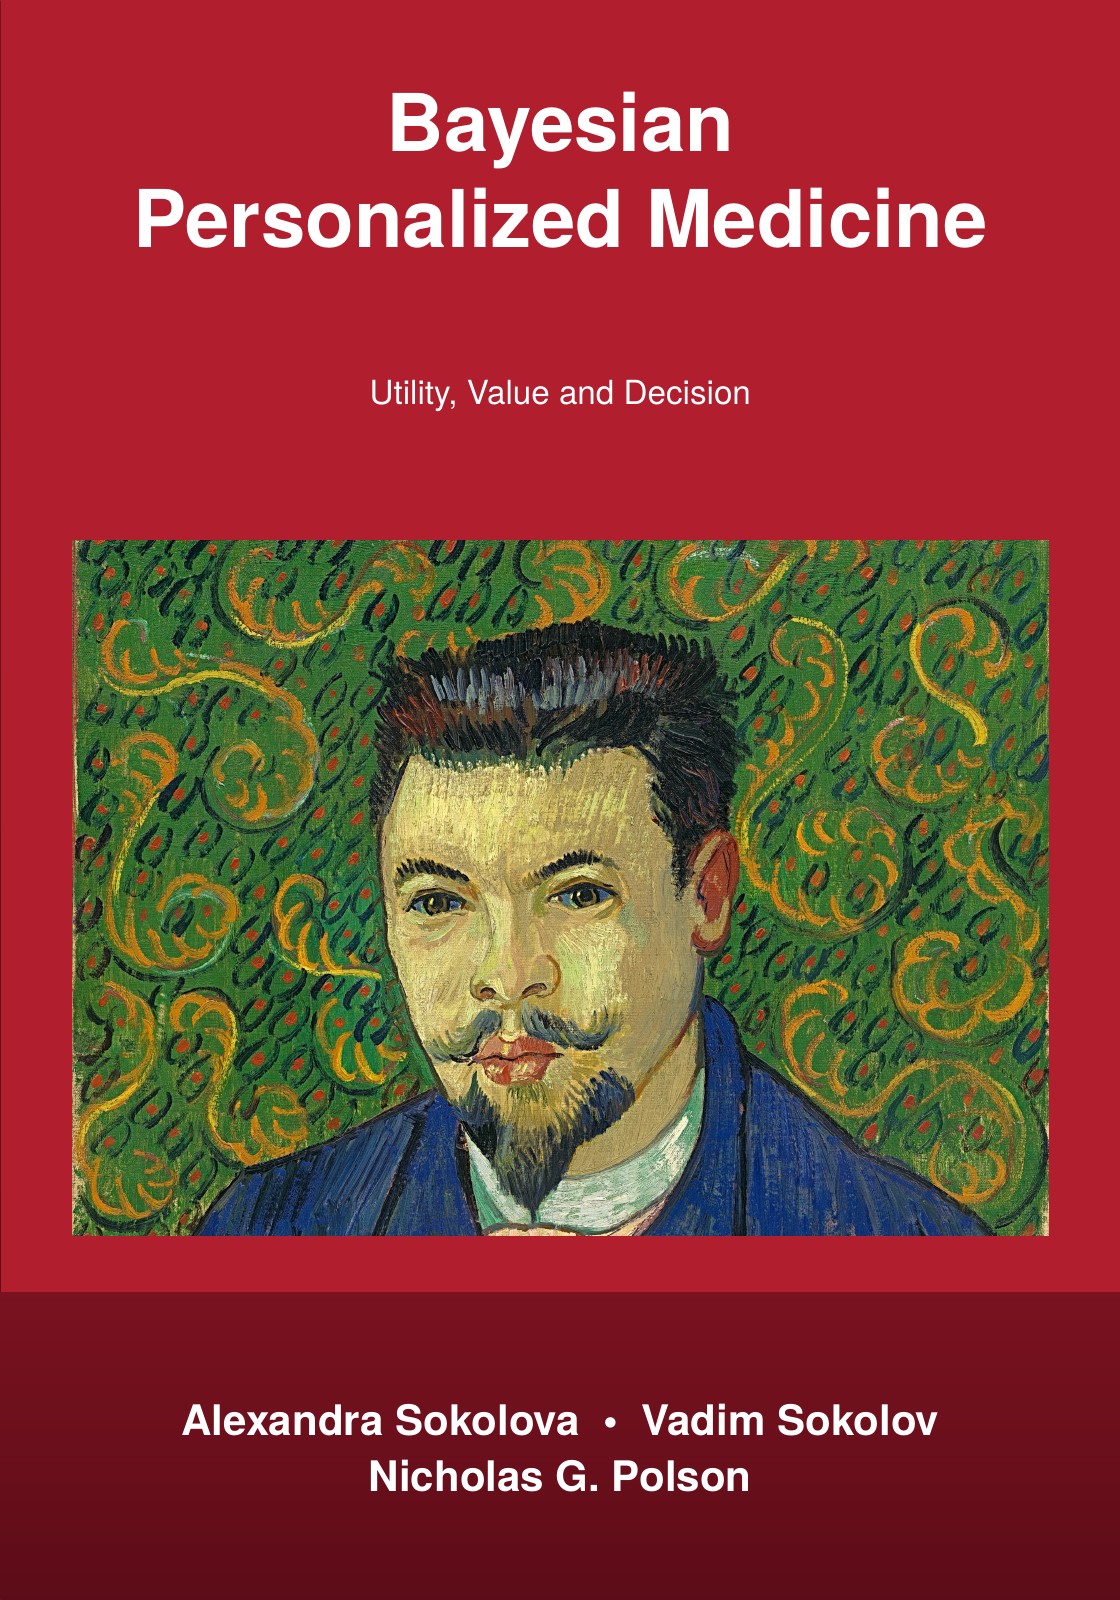 Bayesian
Personalized Medicine
Utility, Value and Decision
Alexandra Sokolova • Vadim Sokolov
Nicholas G. Polson